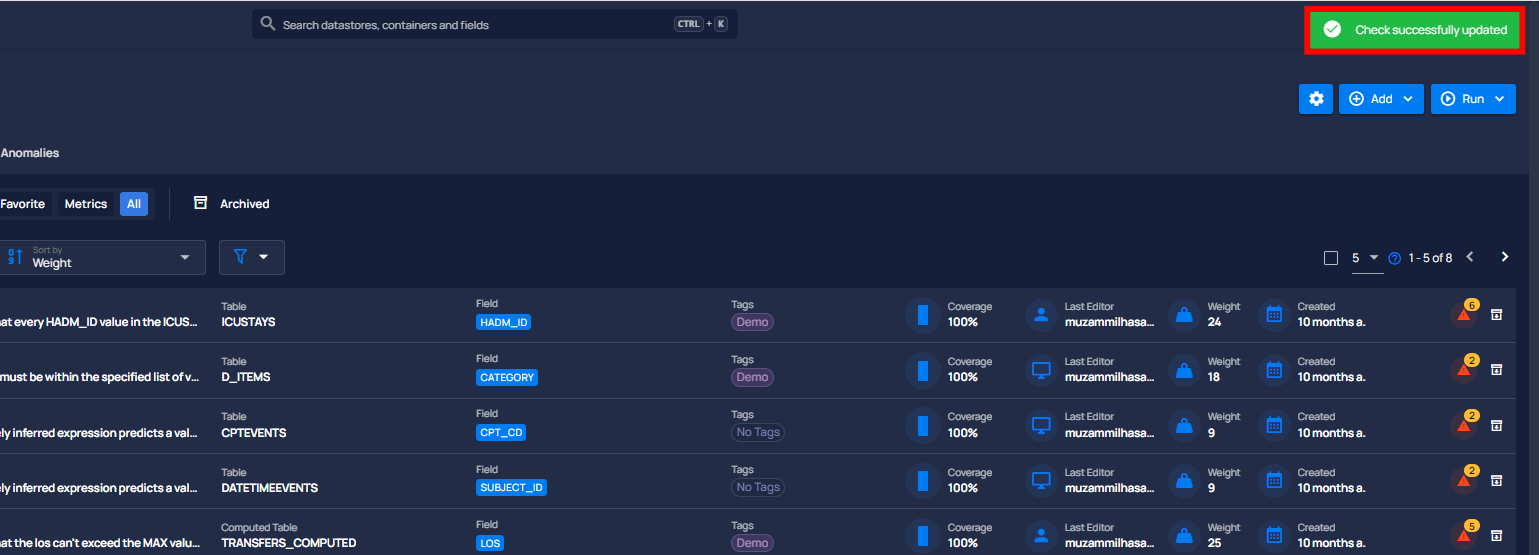 Search datastores, containers and fields CTRL + K
Check successfully updated
Add Run
Anomalies
Favorite Metrics All Archived
Sort by
Weight
5 1 - 5 of 8
at every HADM_ID value in the ICUS... Table ICUSTAYS Field HADM_ID Tags Demo Coverage 100% Last Editor muzammilhasa... Weight 24 Created 10 months a. 6
must be within the specified list of v... Table D_ITEMS Field CATEGORY Tags Demo Coverage 100% Last Editor muzammilhasa... Weight 18 Created 10 months a. 2
ely inferred expression predicts a val... Table CPTEVENTS Field CPT_CD Tags No Tags Coverage 100% Last Editor muzammilhasa... Weight 9 Created 10 months a. 2
ely inferred expression predicts a val... Table DATETIMEEVENTS Field SUBJECT_ID Tags No Tags Coverage 100% Last Editor muzammilhasa... Weight 9 Created 10 months a. 2
at the los can't exceed the MAX valu... Computed Table TRANSFERS_COMPUTED Field LOS Tags Demo Coverage 100% Last Editor muzammilhasa... Weight 25 Created 10 months a. 5